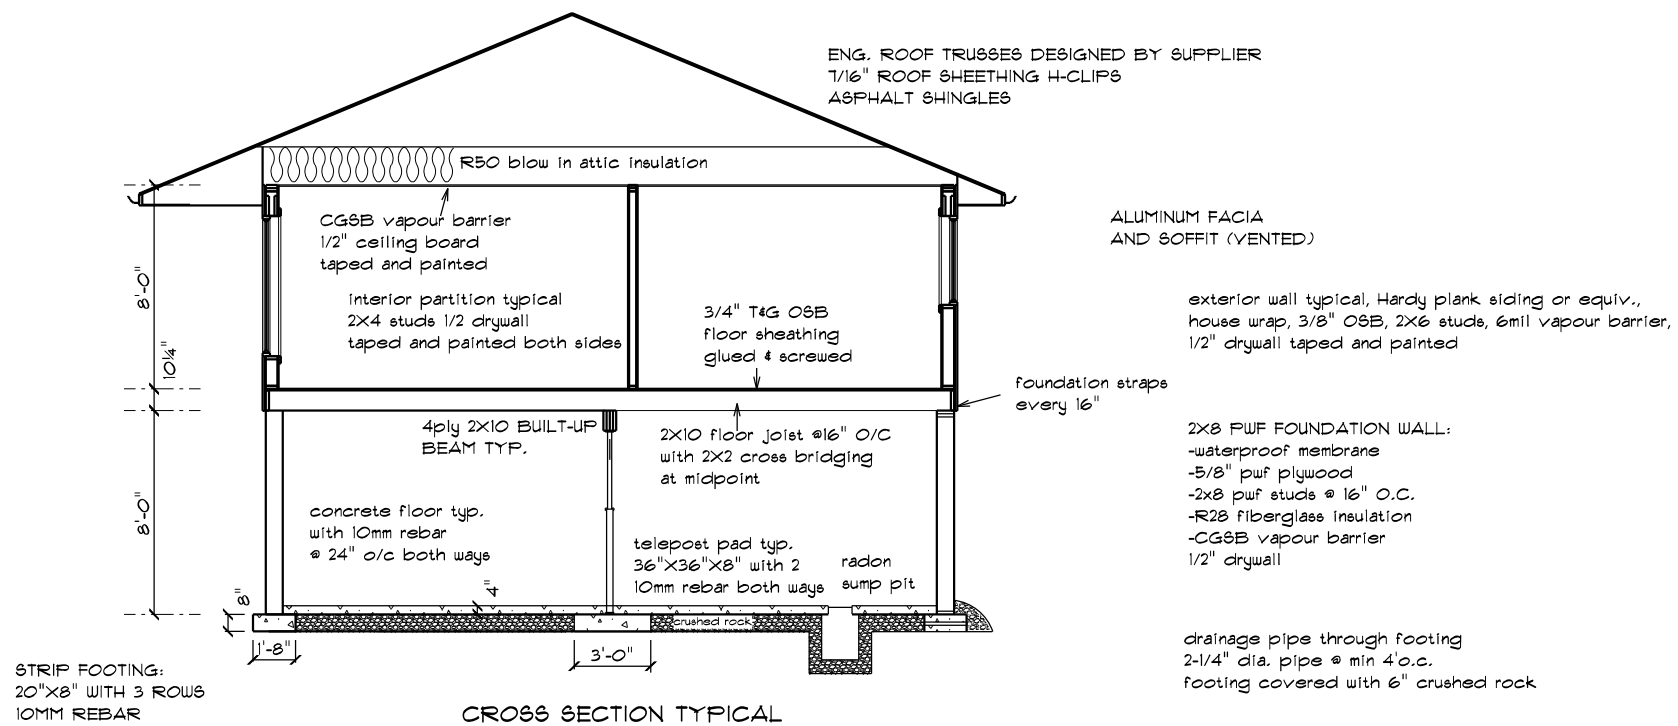 ENG. ROOF TRUSSES DESIGNED BY SUPPLIER
7/16" ROOF SHEETHING H-CLIPS
ASPHALT SHINGLES
R50 blow in attic insulation
CGSB vapour barrier
1/2" ceiling board
taped and painted
ALUMINUM FACIA
AND SOFFIT (VENTED)
8'-0"
interior partition typical
2X4 studs 1/2 drywall
taped and painted both sides
3/4" T&G OSB
floor sheathing
glued & screwed
exterior wall typical, Hardy plank siding or equiv.,
house wrap, 3/8" OSB, 2X6 studs, 6mil vapour barrier,
1/2" drywall taped and painted
10¼"
foundation straps
every 16"
4ply 2X10 BUILT-UP
BEAM TYP.
2X10 floor joist @16" O/C
with 2X2 cross bridging
at midpoint
2X8 PWF FOUNDATION WALL:
-waterproof membrane
-5/8" pwf plywood
-2x8 pwf studs @ 16" O.C.
-R28 fiberglass insulation
-CGSB vapour barrier
1/2" drywall
8'-0"
concrete floor typ.
with 10mm rebar
@ 24" o/c both ways
telepost pad typ.
36"X36"X8" with 2
10mm rebar both ways
radon
sump pit
4"
8"
crushed rock
1'-8"
3'-0"
drainage pipe through footing
2-1/4" dia. pipe @ min 4'o.c.
footing covered with 6" crushed rock
STRIP FOOTING:
20"X8" WITH 3 ROWS
10MM REBAR
CROSS SECTION TYPICAL